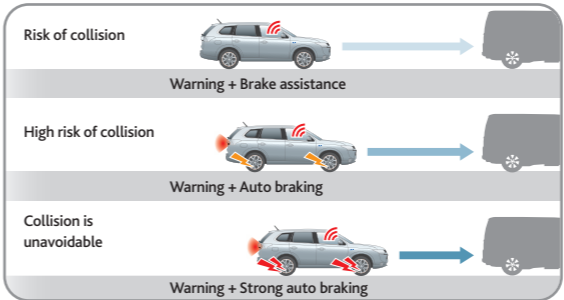 Risk of collision
Warning + Brake assistance
High risk of collision
Warning + Auto braking
Collision is
unavoidable
Warning + Strong auto braking